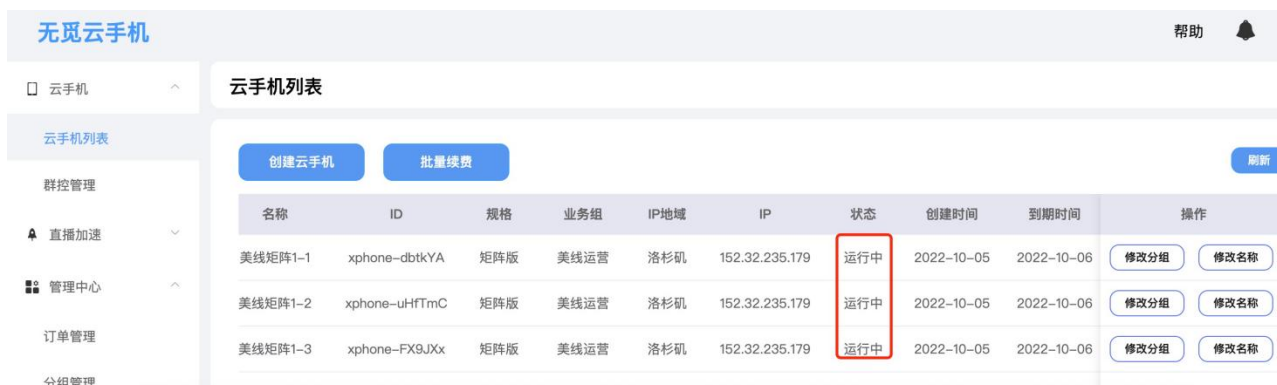 无觅云手机
帮助
云手机
云手机列表
云手机列表
创建云手机 批量续费 刷新
群控管理
直播加速
管理中心
订单管理
分组管理
名称 ID 规格 业务组 IP地域 IP 状态 创建时间 到期时间 操作
美线矩阵1-1 xphone-dbtkYA 矩阵版 美线运营 洛杉矶 152.32.235.179 运行中 2022-10-05 2022-10-06 修改分组 修改名称
美线矩阵1-2 xphone-uHfTmC 矩阵版 美线运营 洛杉矶 152.32.235.179 运行中 2022-10-05 2022-10-06 修改分组 修改名称
美线矩阵1-3 xphone-FX9JXx 矩阵版 美线运营 洛杉矶 152.32.235.179 运行中 2022-10-05 2022-10-06 修改分组 修改名称